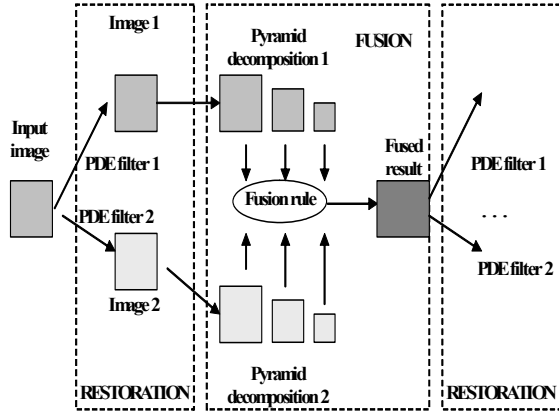 Image 1
Pyramid
decomposition 1
FUSION
Input
image
PDE filter 1
Fused
result
PDE filter 1
PDE filter 2
Fusion rule
. . .
PDE filter 2
Image 2
Pyramid
decomposition 2
RESTORATION
RESTORATION